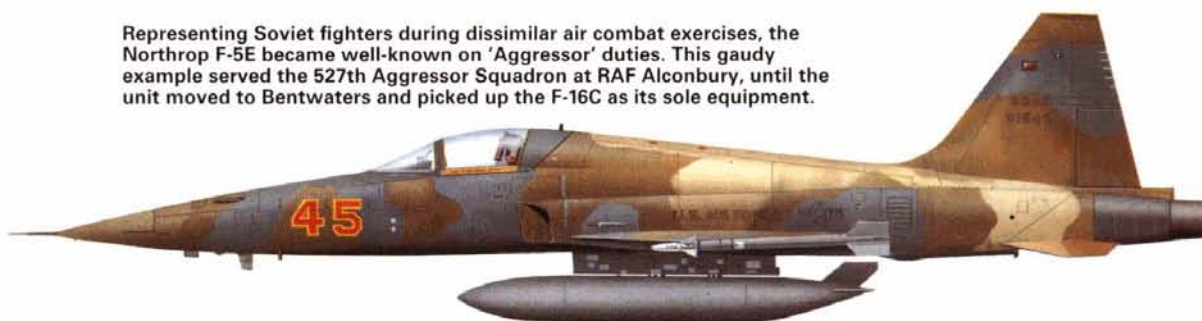 Representing Soviet fighters during dissimilar air combat exercises, the
Northrop F-5E became well-known on 'Aggressor' duties. This gaudy
example served the 527th Aggressor Squadron at RAF Alconbury, until the
unit moved to Bentwaters and picked up the F-16C as its sole equipment.
45
U.S. AIR FORCE